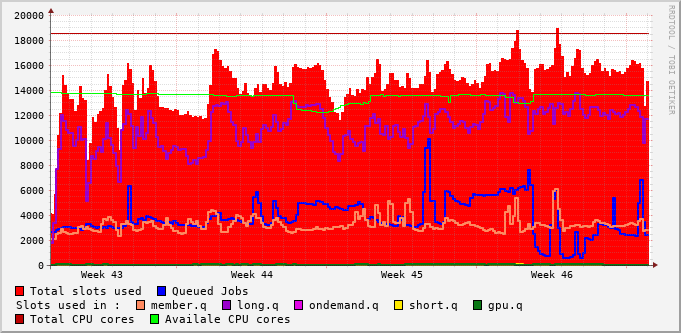 20000
18000
16000
14000
12000
10000
8000
6000
4000
2000
0
Week 43 Week 44 Week 45 Week 46
RRDTOOL / TOBI OETIKER
Total slots used Queued Jobs
Slots used in : member.q long.q ondemand.q short.q gpu.q
Total CPU cores Availale CPU cores